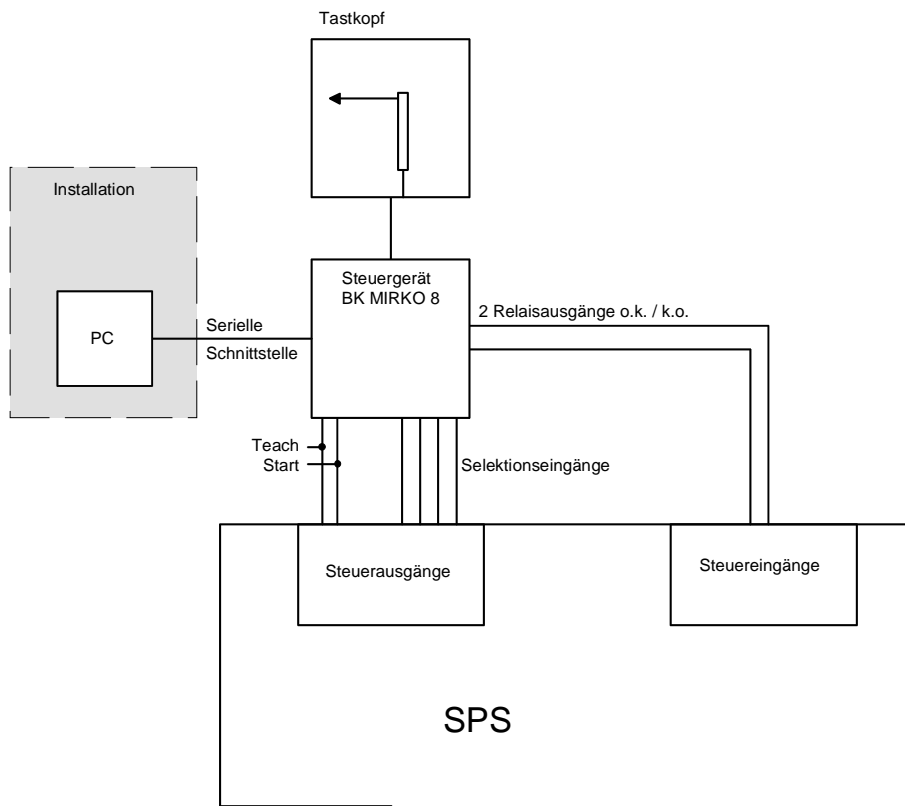 Tastkopf
Installation
Steuergerät
BK MIRKO 8
2 Relaisausgänge o.k. / k.o.
PC
Serielle
Schnittstelle
Teach
Start
Selektionseingänge
Steuerausgänge
Steuereingänge
SPS